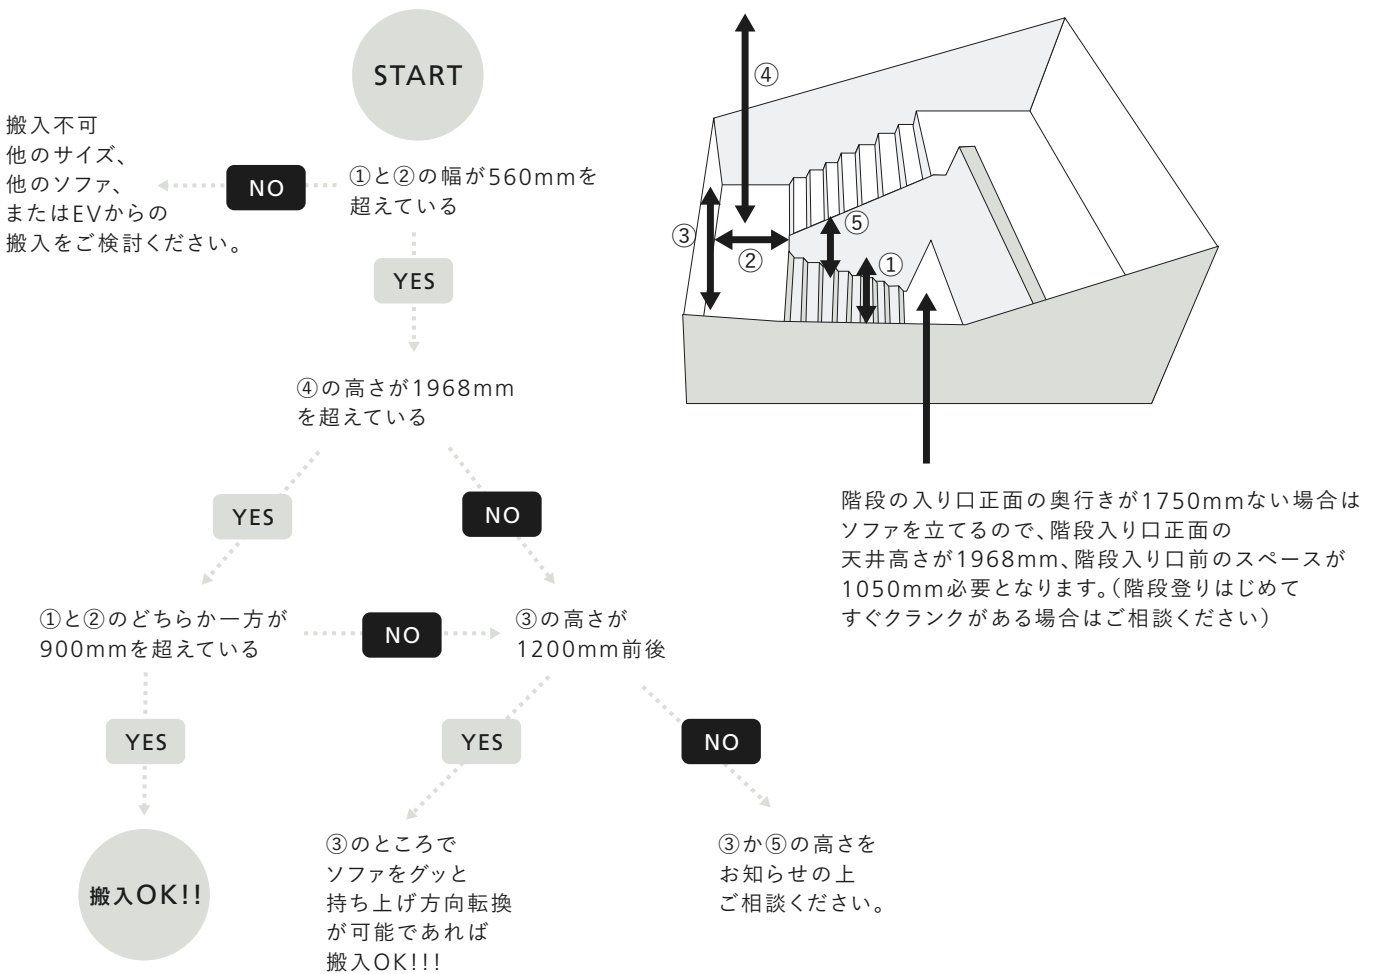 START
①と②の幅が560mmを
超えている
NO
搬入不可
他のサイズ、
他のソファ、
またはEVからの
搬入をご検討ください。
YES
④の高さが1968mm
を超えている
YES
NO
①と②のどちらか一方が
900mmを超えている
NO
③の高さが
1200mm前後
YES
YES
NO
搬入OK!!
③のところで
ソファをグッと
持ち上げ方向転換
が可能であれば
搬入OK!!!
③か⑤の高さを
お知らせの上
ご相談ください。
④
③
②
⑤
①
階段の入り口正面の奥行きが1750mmない場合は
ソファを立てるので、階段入り口正面の
天井高さが1968mm、階段入り口前のスペースが
1050mm必要となります。(階段登りはじめて
すぐクランクがある場合はご相談ください)